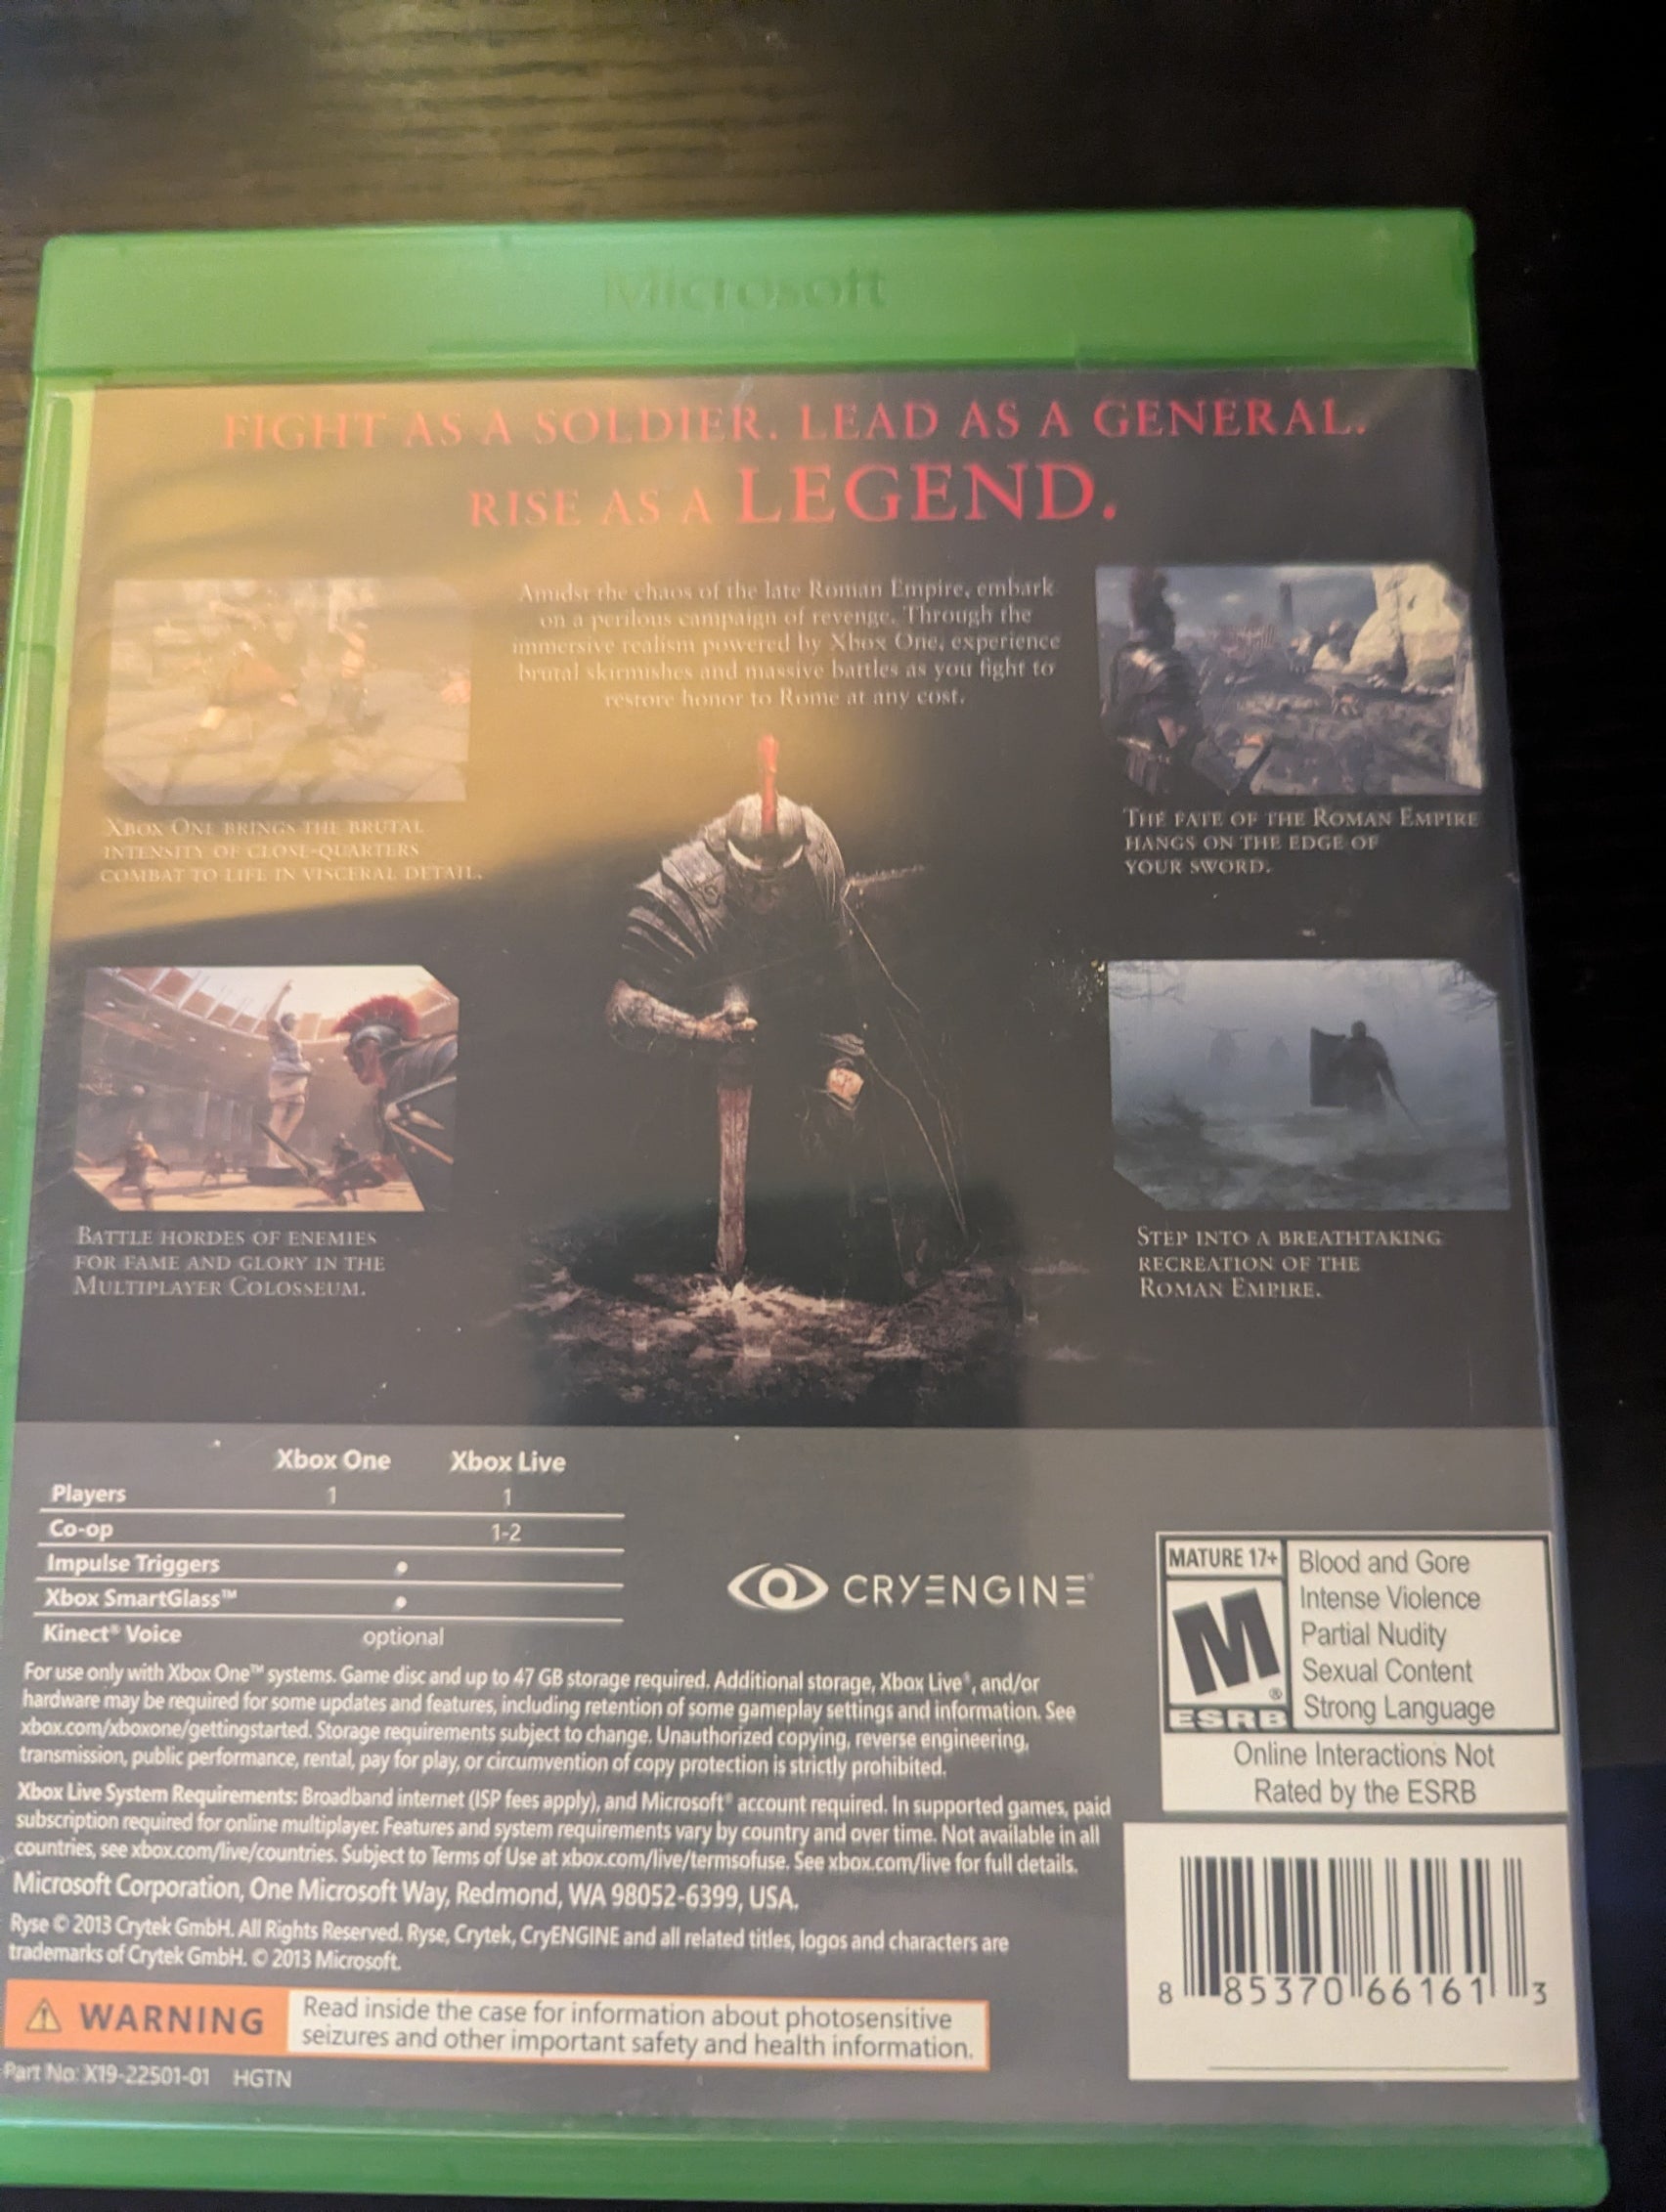 Microsoft
FIGHT AS A SOLDIER. LEAD AS A GENERAL.
RISE AS A LEGEND.
Amidst the chaos of the late Roman Empire, embark
on a perilous campaign of revenge. Through the
immersive realism powered by Xbox One, experience
brutal skirmishes and massive battles as you fight to
restore honor to Rome at any cost.
XBOX ONE BRINGS THE BRUTAL
INTENSITY OF CLOSE-QUARTERS
COMBAT TO LIFE IN VISCERAL DETAIL.
THE FATE OF THE ROMAN EMPIRE
HANGS ON THE EDGE OF
YOUR SWORD.
BATTLE HORDES OF ENEMIES
FOR FAME AND GLORY IN THE
MULTIPLAYER COLOSSEUM.
STEP INTO A BREATHTAKING
RECREATION OF THE
ROMAN EMPIRE.
Xbox One Xbox Live
Players 1 1
Co-op 1-2
Impulse Triggers •
Xbox SmartGlass™ •
Kinect® Voice optional
CRYENGINE®
For use only with Xbox One™ systems. Game disc and up to 47 GB storage required. Additional storage, Xbox Live®, and/or
hardware may be required for some updates and features, including retention of some gameplay settings and information. See
xbox.com/xboxone/gettingstarted. Storage requirements subject to change. Unauthorized copying, reverse engineering,
transmission, public performance, rental, pay for play, or circumvention of copy protection is strictly prohibited.
Xbox Live System Requirements: Broadband internet (ISP fees apply), and Microsoft® account required. In supported games, paid
subscription required for online multiplayer. Features and system requirements vary by country and over time. Not available in all
countries, see xbox.com/live/countries. Subject to Terms of Use at xbox.com/live/termsofuse. See xbox.com/live for full details.
Microsoft Corporation, One Microsoft Way, Redmond, WA 98052-6399, USA.
Ryse © 2013 Crytek GmbH. All Rights Reserved. Ryse, Crytek, CryENGINE and all related titles, logos and characters are
trademarks of Crytek GmbH. © 2013 Microsoft.
WARNING
Read inside the case for information about photosensitive
seizures and other important safety and health information.
Part No: X19-22501-01 HGTN
MATURE 17+
M®
ESRB
Blood and Gore
Intense Violence
Partial Nudity
Sexual Content
Strong Language
Online Interactions Not
Rated by the ESRB
8 85370 66161 3